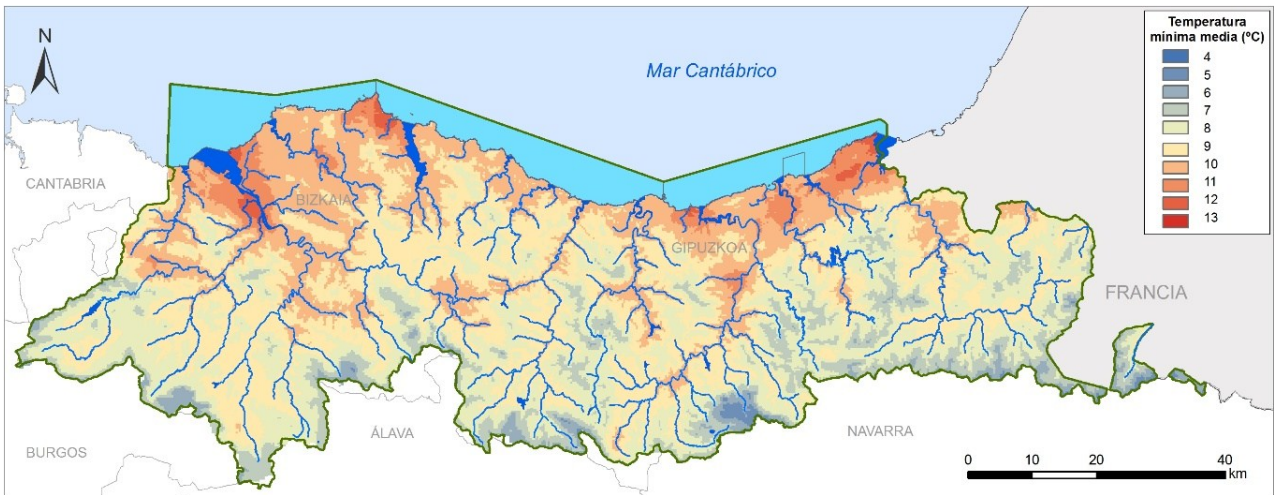 N
Mar Cantábrico
Temperatura
mínima media (ºC)
4
5
6
7
8
9
10
11
12
13
CANTABRIA
BIZKAIA
GIPUZKOA
FRANCIA
BURGOS
ÁLAVA
NAVARRA
0 10 20 40
km